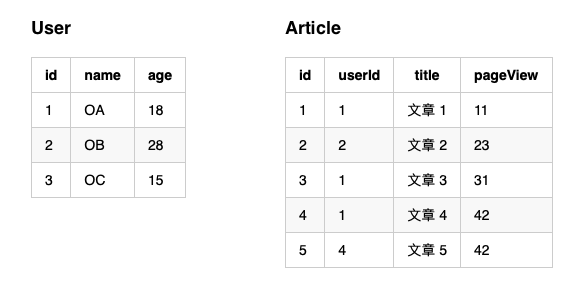 User
id name age
1 OA 18
2 OB 28
3 OC 15
Article
id userId title pageView
1 1 文章 1 11
2 2 文章 2 23
3 1 文章 3 31
4 1 文章 4 42
5 4 文章 5 42